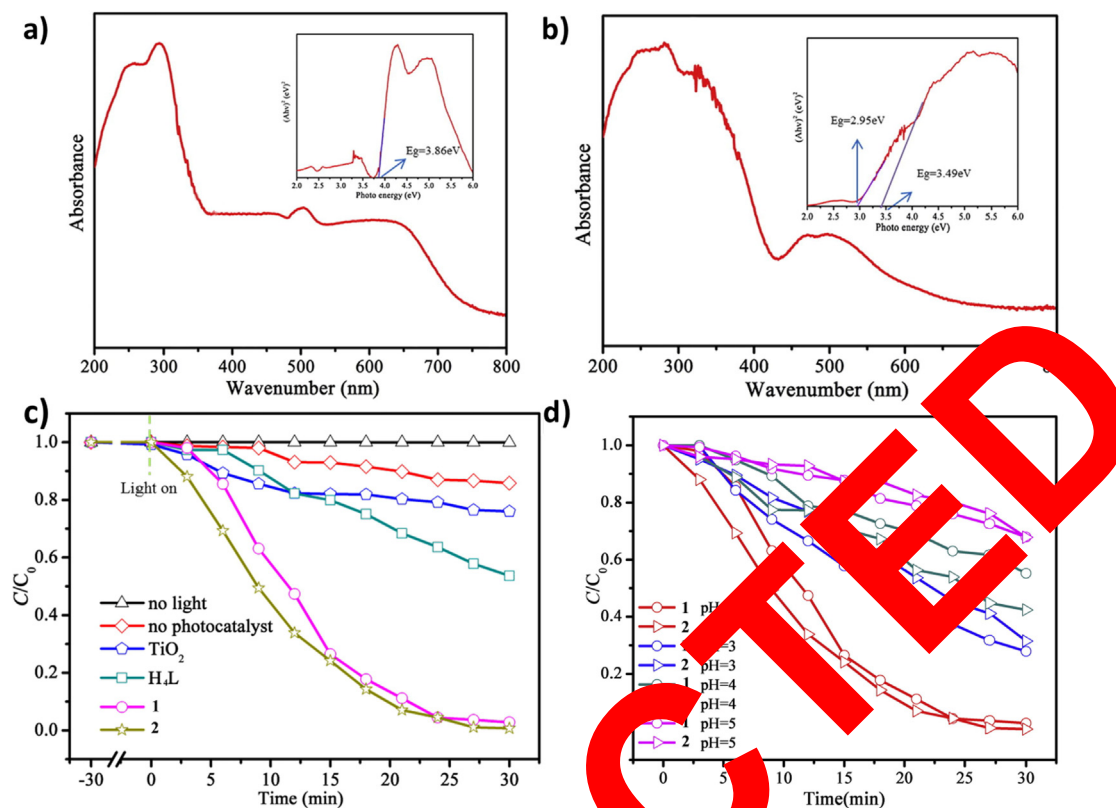 a)
Absorbance
(Ahν)² (eV)²
Eg=3.86eV
2.0 2.5 3.0 3.5 4.0 4.5 5.0 5.5 6.0
Photo energy (eV)
200 300 400 500 600 700 800
Wavenumber (nm)
b)
Absorbance
(Ahν)² (eV)²
Eg=2.95eV
Eg=3.49eV
2.0 2.5 3.0 3.5 4.0 4.5 5.0 5.5 6.0
Photo energy (eV)
200 300 400 500 600
Wavenumber (nm)
c)
C/C₀
1.0
0.8
0.6
0.4
0.2
0.0
Light on
no light
no photocatalyst
TiO₂
H₄L
1
2
-30 0 5 10 15 20 25 30
Time (min)
d)
C/C₀
1.0
0.8
0.6
0.4
0.2
1 pH
2
1 pH=3
2 pH=3
1 pH=4
pH=4
1 pH=5
2 pH=5
0 5 10 15 20 25 30
Time(min)
CTED